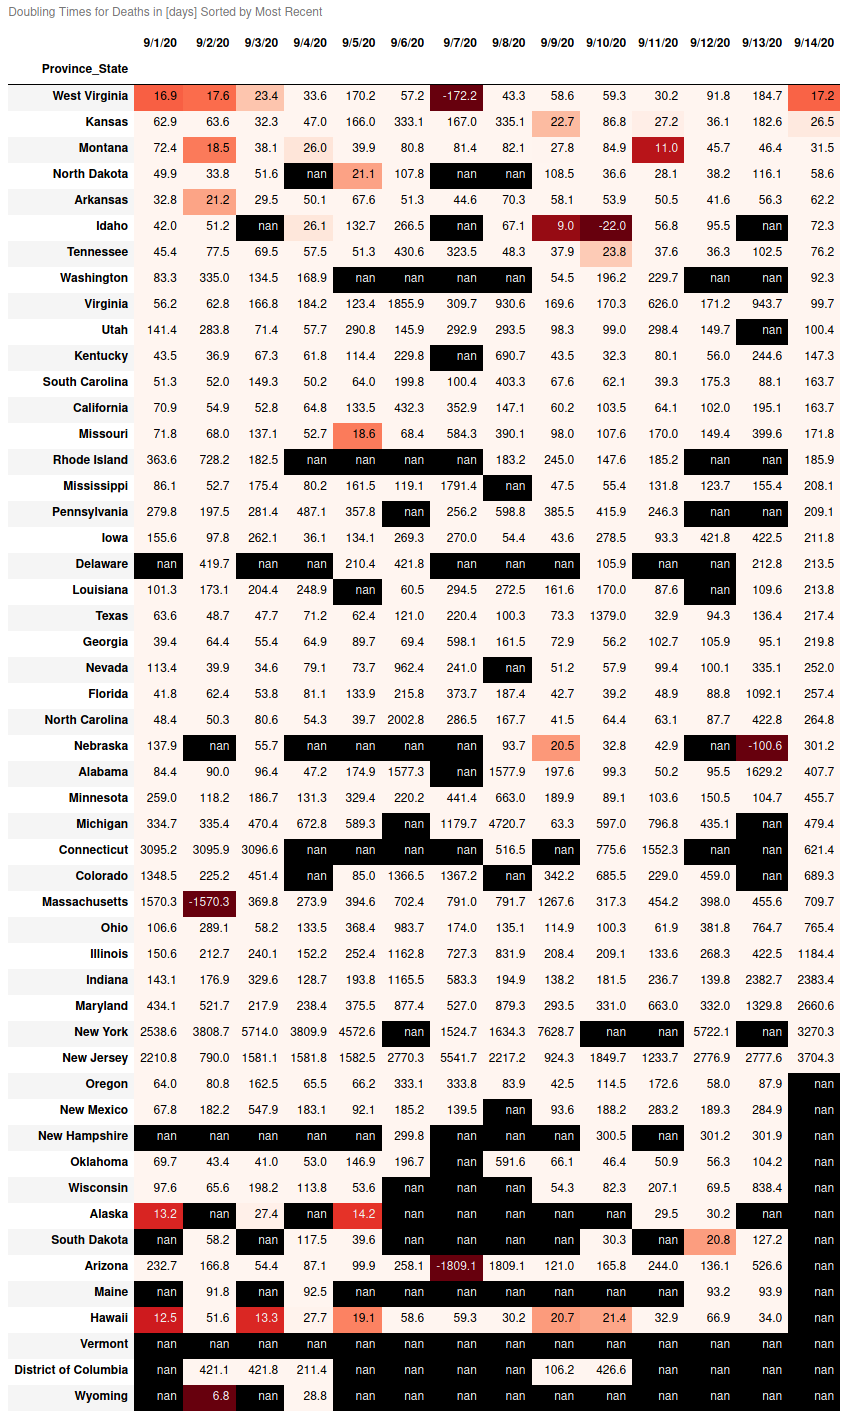 Doubling Times for Deaths in [days] Sorted by Most Recent
9/1/20 9/2/20 9/3/20 9/4/20 9/5/20 9/6/20 9/7/20 9/8/20 9/9/20 9/10/20 9/11/20 9/12/20 9/13/20 9/14/20
Province_State
West Virginia 16.9 17.6 23.4 33.6 170.2 57.2 -172.2 43.3 58.6 59.3 30.2 91.8 184.7 17.2
Kansas 62.9 63.6 32.3 47.0 166.0 333.1 167.0 335.1 22.7 86.8 27.2 36.1 182.6 26.5
Montana 72.4 18.5 38.1 26.0 39.9 80.8 81.4 82.1 27.8 84.9 11.0 45.7 46.4 31.5
North Dakota 49.9 33.8 51.6 nan 21.1 107.8 nan nan 108.5 36.6 28.1 38.2 116.1 58.6
Arkansas 32.8 21.2 29.5 50.1 67.6 51.3 44.6 70.3 58.1 53.9 50.5 41.6 56.3 62.2
Idaho 42.0 51.2 nan 26.1 132.7 266.5 nan 67.1 9.0 -22.0 56.8 95.5 nan 72.3
Tennessee 45.4 77.5 69.5 57.5 51.3 430.6 323.5 48.3 37.9 23.8 37.6 36.3 102.5 76.2
Washington 83.3 335.0 134.5 168.9 nan nan nan nan 54.5 196.2 229.7 nan nan 92.3
Virginia 56.2 62.8 166.8 184.2 123.4 1855.9 309.7 930.6 169.6 170.3 626.0 171.2 943.7 99.7
Utah 141.4 283.8 71.4 57.7 290.8 145.9 292.9 293.5 98.3 99.0 298.4 149.7 nan 100.4
Kentucky 43.5 36.9 67.3 61.8 114.4 229.8 nan 690.7 43.5 32.3 80.1 56.0 244.6 147.3
South Carolina 51.3 52.0 149.3 50.2 64.0 199.8 100.4 403.3 67.6 62.1 39.3 175.3 88.1 163.7
California 70.9 54.9 52.8 64.8 133.5 432.3 352.9 147.1 60.2 103.5 64.1 102.0 195.1 163.7
Missouri 71.8 68.0 137.1 52.7 18.6 68.4 584.3 390.1 98.0 107.6 170.0 149.4 399.6 171.8
Rhode Island 363.6 728.2 182.5 nan nan nan nan 183.2 245.0 147.6 185.2 nan nan 185.9
Mississippi 86.1 52.7 175.4 80.2 161.5 119.1 1791.4 nan 47.5 55.4 131.8 123.7 155.4 208.1
Pennsylvania 279.8 197.5 281.4 487.1 357.8 nan 256.2 598.8 385.5 415.9 246.3 nan nan 209.1
Iowa 155.6 97.8 262.1 36.1 134.1 269.3 270.0 54.4 43.6 278.5 93.3 421.8 422.5 211.8
Delaware nan 419.7 nan nan 210.4 421.8 nan nan nan 105.9 nan nan 212.8 213.5
Louisiana 101.3 173.1 204.4 248.9 nan 60.5 294.5 272.5 161.6 170.0 87.6 nan 109.6 213.8
Texas 63.6 48.7 47.7 71.2 62.4 121.0 220.4 100.3 73.3 1379.0 32.9 94.3 136.4 217.4
Georgia 39.4 64.4 55.4 64.9 89.7 69.4 598.1 161.5 72.9 56.2 102.7 105.9 95.1 219.8
Nevada 113.4 39.9 34.6 79.1 73.7 962.4 241.0 nan 51.2 57.9 99.4 100.1 335.1 252.0
Florida 41.8 62.4 53.8 81.1 133.9 215.8 373.7 187.4 42.7 39.2 48.9 88.8 1092.1 257.4
North Carolina 48.4 50.3 80.6 54.3 39.7 2002.8 286.5 167.7 41.5 64.4 63.1 87.7 422.8 264.8
Nebraska 137.9 nan 55.7 nan nan nan nan 93.7 20.5 32.8 42.9 nan -100.6 301.2
Alabama 84.4 90.0 96.4 47.2 174.9 1577.3 nan 1577.9 197.6 99.3 50.2 95.5 1629.2 407.7
Minnesota 259.0 118.2 186.7 131.3 329.4 220.2 441.4 663.0 189.9 89.1 103.6 150.5 104.7 455.7
Michigan 334.7 335.4 470.4 672.8 589.3 nan 1179.7 4720.7 63.3 597.0 796.8 435.1 nan 479.4
Connecticut 3095.2 3095.9 3096.6 nan nan nan nan 516.5 nan 775.6 1552.3 nan nan 621.4
Colorado 1348.5 225.2 451.4 nan 85.0 1366.5 1367.2 nan 342.2 685.5 229.0 459.0 nan 689.3
Massachusetts 1570.3 -1570.3 369.8 273.9 394.6 702.4 791.0 791.7 1267.6 317.3 454.2 398.0 455.6 709.7
Ohio 106.6 289.1 58.2 133.5 368.4 983.7 174.0 135.1 114.9 100.3 61.9 381.8 764.7 765.4
Illinois 150.6 212.7 240.1 152.2 252.4 1162.8 727.3 831.9 208.4 209.1 133.6 268.3 422.5 1184.4
Indiana 143.1 176.9 329.6 128.7 193.8 1165.5 583.3 194.9 138.2 181.5 236.7 139.8 2382.7 2383.4
Maryland 434.1 521.7 217.9 238.4 375.5 877.4 527.0 879.3 293.5 331.0 663.0 332.0 1329.8 2660.6
New York 2538.6 3808.7 5714.0 3809.9 4572.6 nan 1524.7 1634.3 7628.7 nan nan 5722.1 nan 3270.3
New Jersey 2210.8 790.0 1581.1 1581.8 1582.5 2770.3 5541.7 2217.2 924.3 1849.7 1233.7 2776.9 2777.6 3704.3
Oregon 64.0 80.8 162.5 65.5 66.2 333.1 333.8 83.9 42.5 114.5 172.6 58.0 87.9 nan
New Mexico 67.8 182.2 547.9 183.1 92.1 185.2 139.5 nan 93.6 188.2 283.2 189.3 284.9 nan
New Hampshire nan nan nan nan nan 299.8 nan nan nan 300.5 nan 301.2 301.9 nan
Oklahoma 69.7 43.4 41.0 53.0 146.9 196.7 nan 591.6 66.1 46.4 50.9 56.3 104.2 nan
Wisconsin 97.6 65.6 198.2 113.8 53.6 nan nan nan 54.3 82.3 207.1 69.5 838.4 nan
Alaska 13.2 nan 27.4 nan 14.2 nan nan nan nan nan 29.5 30.2 nan nan
South Dakota nan 58.2 nan 117.5 39.6 nan nan nan nan 30.3 nan 20.8 127.2 nan
Arizona 232.7 166.8 54.4 87.1 99.9 258.1 -1809.1 1809.1 121.0 165.8 244.0 136.1 526.6 nan
Maine nan 91.8 nan 92.5 nan nan nan nan nan nan nan 93.2 93.9 nan
Hawaii 12.5 51.6 13.3 27.7 19.1 58.6 59.3 30.2 20.7 21.4 32.9 66.9 34.0 nan
Vermont nan nan nan nan nan nan nan nan nan nan nan nan nan nan
District of Columbia nan 421.1 421.8 211.4 nan nan nan nan 106.2 426.6 nan nan nan nan
Wyoming nan 6.8 nan 28.8 nan nan nan nan nan nan nan nan nan nan